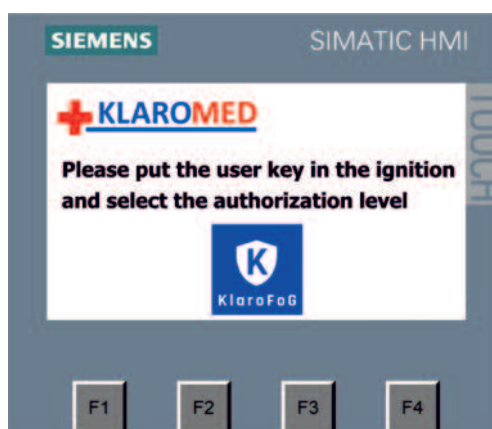 SIEMENS
SIMATIC HMI
TOUCH
KLAROMED
Please put the user key in the ignition
and select the authorization level
K
KlaroFoG
F1 F2 F3 F4